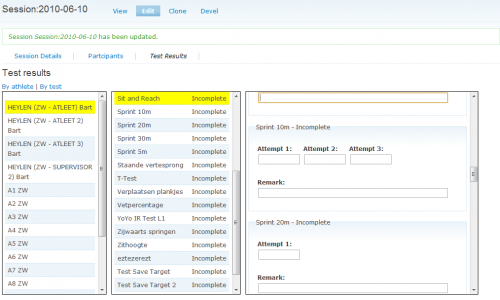 Session:2010-06-10
View
Edit
Clone
Devel
Session Session:2010-06-10 has been updated.
Session Details
Partcipants
Test Results
Test results
By athlete | By test
HEYLEN (ZW - ATLEET) Bart
HEYLEN (ZW - ATLEET 2)
Bart
HEYLEN (ZW - ATLEET 3)
Bart
HEYLEN (ZW - SUPERVISOR
2) Bart
A1 ZW
A2 ZW
A3 ZW
A4 ZW
A5 ZW
A6 ZW
A7 ZW
A8 ZW
Sit and Reach Incomplete
Sprint 10m Incomplete
Sprint 20m Incomplete
Sprint 30m Incomplete
Sprint 5m Incomplete
Staande vertesprong Incomplete
T-Test Incomplete
Verplaatsen plankjes Incomplete
Vetpercentage Incomplete
YoYo IR Test L1 Incomplete
Zijwaarts springen Incomplete
Zithoogte Incomplete
eztezerezt Incomplete
Test Save Target Incomplete
Test Save Target 2 Incomplete
Sprint 10m - Incomplete
Attempt 1: Attempt 2: Attempt 3:
Remark:
Sprint 20m - Incomplete
Attempt 1:
Remark: